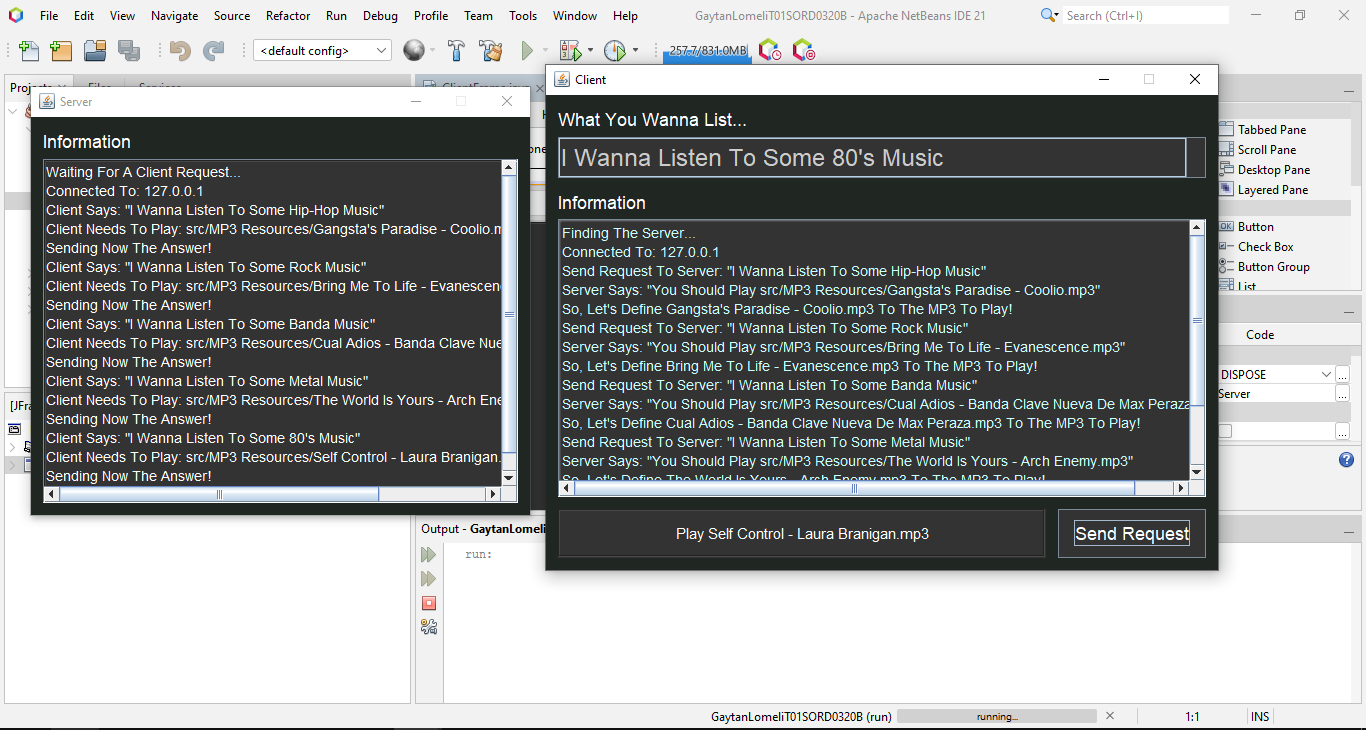 File Edit View Navigate Source Refactor Run Debug Profile Team Tools Window Help
GaytanLomeliT01SORD0320B - Apache NetBeans IDE 21
Search (Ctrl+I)
<default config>
257.7/831.0MB
Server
Information
Waiting For A Client Request...
Connected To: 127.0.0.1
Client Says: "I Wanna Listen To Some Hip-Hop Music"
Client Needs To Play: src/MP3 Resources/Gangsta's Paradise - Coolio.m
Sending Now The Answer!
Client Says: "I Wanna Listen To Some Rock Music"
Client Needs To Play: src/MP3 Resources/Bring Me To Life - Evanescen
Sending Now The Answer!
Client Says: "I Wanna Listen To Some Banda Music"
Client Needs To Play: src/MP3 Resources/Cual Adios - Banda Clave Nue
Sending Now The Answer!
Client Says: "I Wanna Listen To Some Metal Music"
Client Needs To Play: src/MP3 Resources/The World Is Yours - Arch Ene
Sending Now The Answer!
Client Says: "I Wanna Listen To Some 80's Music"
Client Needs To Play: src/MP3 Resources/Self Control - Laura Branigan.
Sending Now The Answer!
Client
What You Wanna List...
I Wanna Listen To Some 80's Music
Information
Finding The Server...
Connected To: 127.0.0.1
Send Request To Server: "I Wanna Listen To Some Hip-Hop Music"
Server Says: "You Should Play src/MP3 Resources/Gangsta's Paradise - Coolio.mp3"
So, Let's Define Gangsta's Paradise - Coolio.mp3 To The MP3 To Play!
Send Request To Server: "I Wanna Listen To Some Rock Music"
Server Says: "You Should Play src/MP3 Resources/Bring Me To Life - Evanescence.mp3"
So, Let's Define Bring Me To Life - Evanescence.mp3 To The MP3 To Play!
Send Request To Server: "I Wanna Listen To Some Banda Music"
Server Says: "You Should Play src/MP3 Resources/Cual Adios - Banda Clave Nueva De Max Peraza
So, Let's Define Cual Adios - Banda Clave Nueva De Max Peraza.mp3 To The MP3 To Play!
Send Request To Server: "I Wanna Listen To Some Metal Music"
Server Says: "You Should Play src/MP3 Resources/The World Is Yours - Arch Enemy.mp3"
So, Let's Define The World Is Yours - Arch Enemy.mp3 To The MP3 To Play!
Play Self Control - Laura Branigan.mp3
Send Request
Tabbed Pane
Scroll Pane
Desktop Pane
Layered Pane
Button
Check Box
Button Group
List
Code
DISPOSE
Server
[JFra
Output - GaytanLomeli
run:
GaytanLomeliT01SORD0320B (run)
running...
1:1
INS